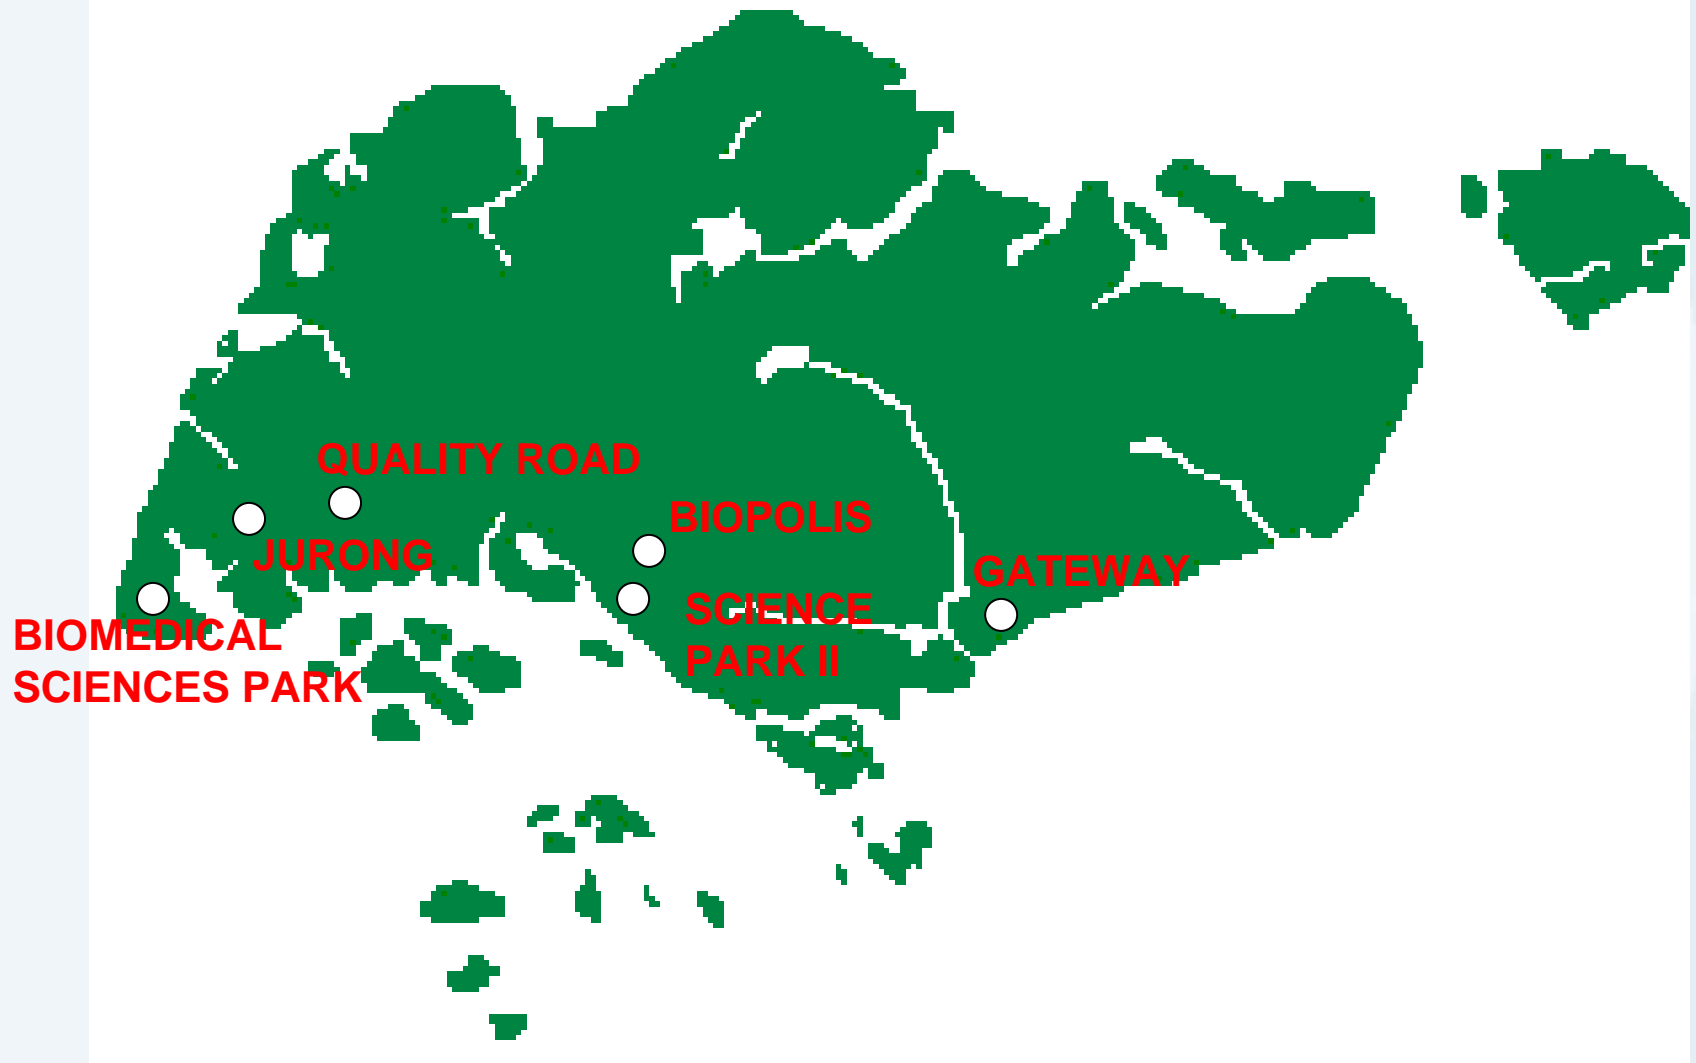 QUALITY ROAD
BIOPOLIS
JURONG
GATEWAY
SCIENCE
PARK II
BIOMEDICAL
SCIENCES PARK